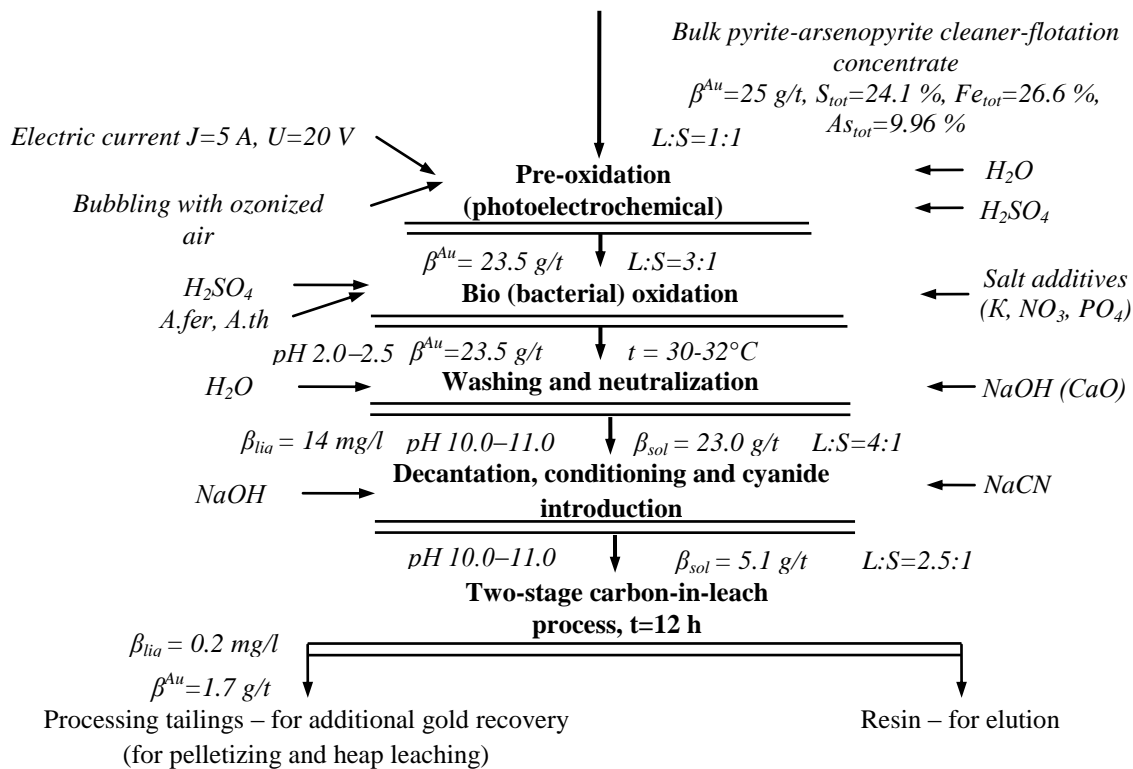 Bulk pyrite-arsenopyrite cleaner-flotation
concentrate
β^Au=25 g/t, S_tot=24.1 %, Fe_tot=26.6 %,
As_tot=9.96 %
Electric current J=5 A, U=20 V
L:S=1:1
Pre-oxidation
(photoelectrochemical)
H2O
H2SO4
Bubbling with ozonized
air
β^Au= 23.5 g/t L:S=3:1
H2SO4
A.fer, A.th
Bio (bacterial) oxidation
Salt additives
(К, NO3, PO4)
pH 2.0–2.5 β^Au=23.5 g/t t = 30-32°C
H2O
Washing and neutralization
NaOH (CaO)
β_liq = 14 mg/l pH 10.0–11.0 β_sol = 23.0 g/t L:S=4:1
NaOH
Decantation, conditioning and cyanide
introduction
NaCN
pH 10.0–11.0 β_sol = 5.1 g/t L:S=2.5:1
Two-stage carbon-in-leach
process, t=12 h
β_liq = 0.2 mg/l
β^Au=1.7 g/t
Processing tailings – for additional gold recovery
(for pelletizing and heap leaching)
Resin – for elution